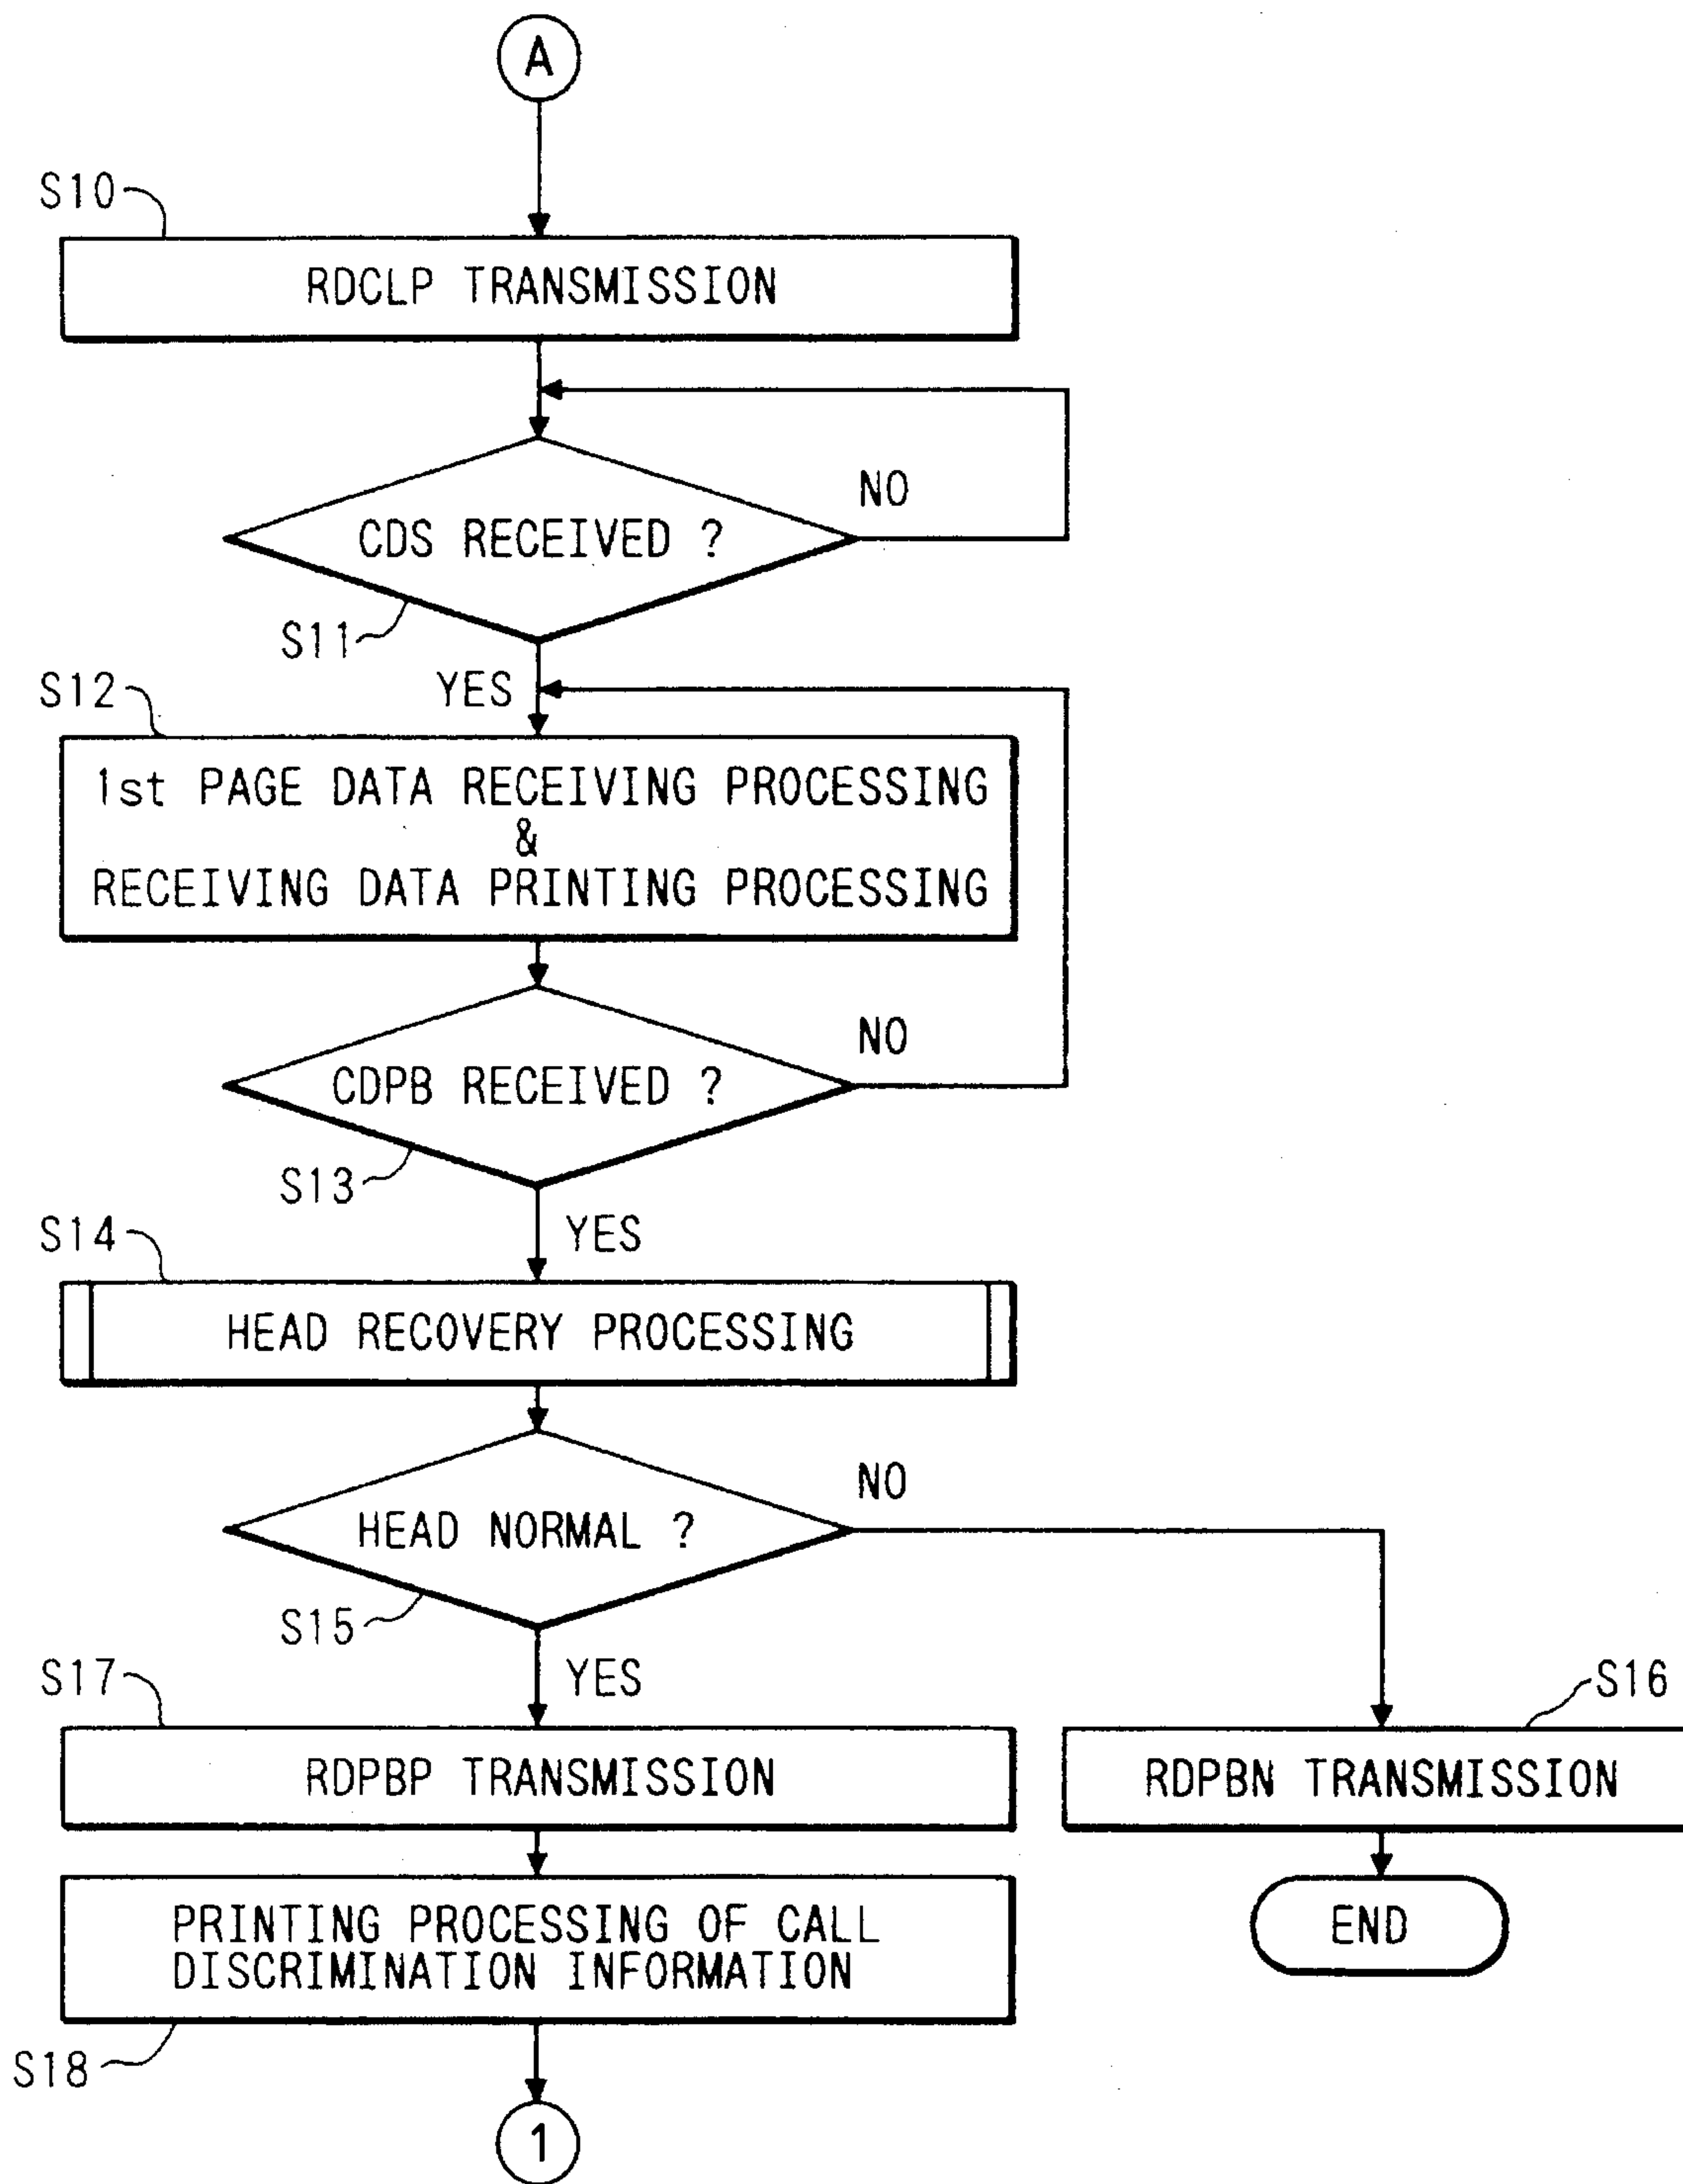 A
S10
RDCLP TRANSMISSION
NO
CDS RECEIVED ?
S11
YES
S12
1st PAGE DATA RECEIVING PROCESSING
&
RECEIVING DATA PRINTING PROCESSING
NO
CDPB RECEIVED ?
S13
YES
S14
HEAD RECOVERY PROCESSING
NO
HEAD NORMAL ?
S15
YES
S17
S16
RDPBP TRANSMISSION
RDPBN TRANSMISSION
PRINTING PROCESSING OF CALL
DISCRIMINATION INFORMATION
END
S18
1